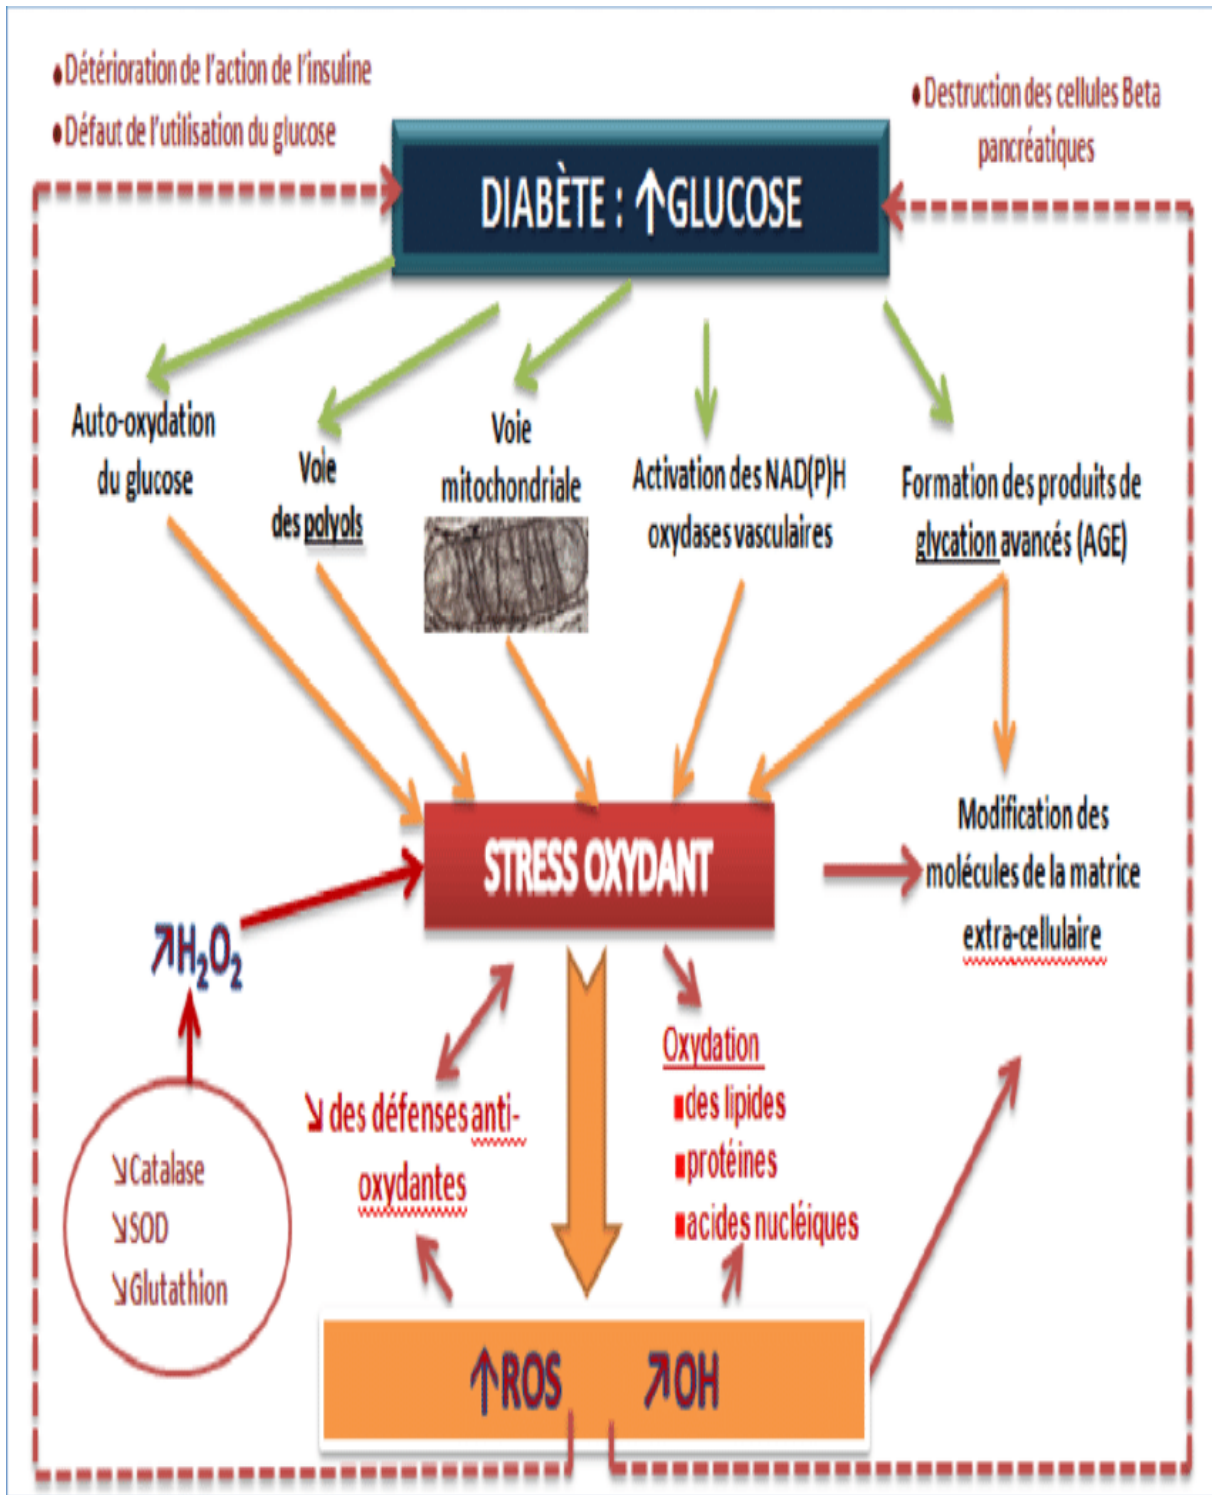 •Détérioration de l'action de l'insuline
•Défaut de l'utilisation du glucose
•Destruction des cellules Beta
pancréatiques
DIABÈTE : ↑GLUCOSE
Auto-oxydation
du glucose
Voie
des polyols
Voie
mitochondriale
Activation des NAD(P)H
oxydases vasculaires
Formation des produits de
glycation avancés (AGE)
STRESS OXYDANT
Modification des
molécules de la matrice
extra-cellulaire
↗H₂O₂
↘Catalase
↘SOD
↘Glutathion
↘ des défenses anti-
oxydantes
Oxydation
■des lipides
■protéines
■acides nucléiques
↑ROS ↗OH